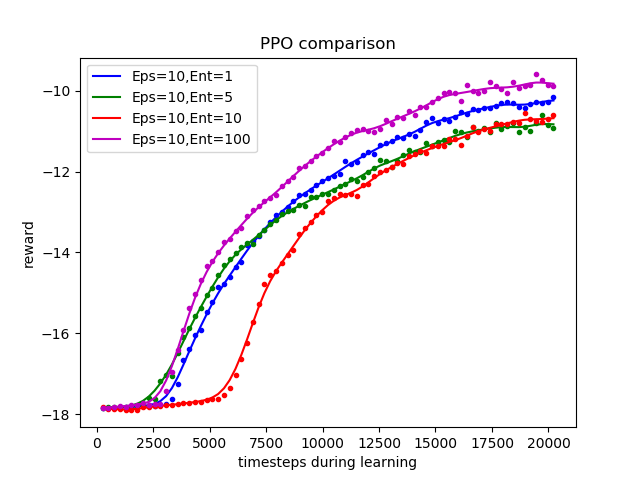 PPO comparison
Eps=10,Ent=1
Eps=10,Ent=5
Eps=10,Ent=10
Eps=10,Ent=100
reward
−10
−12
−14
−16
−18
0 2500 5000 7500 10000 12500 15000 17500 20000
timesteps during learning